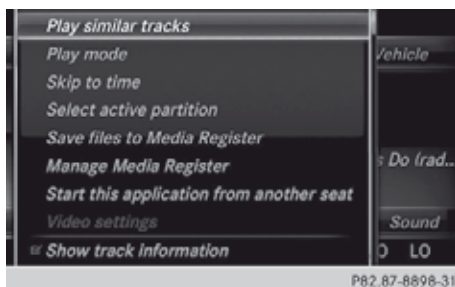 Play similar tracks
Play mode
Vehicle
Skip to time
Select active partition
Save files to Media Register
Manage Media Register
s Do (rad..
Start this application from another seat
Video settings
Sound
Show track information
LO
P82.87-8898-31